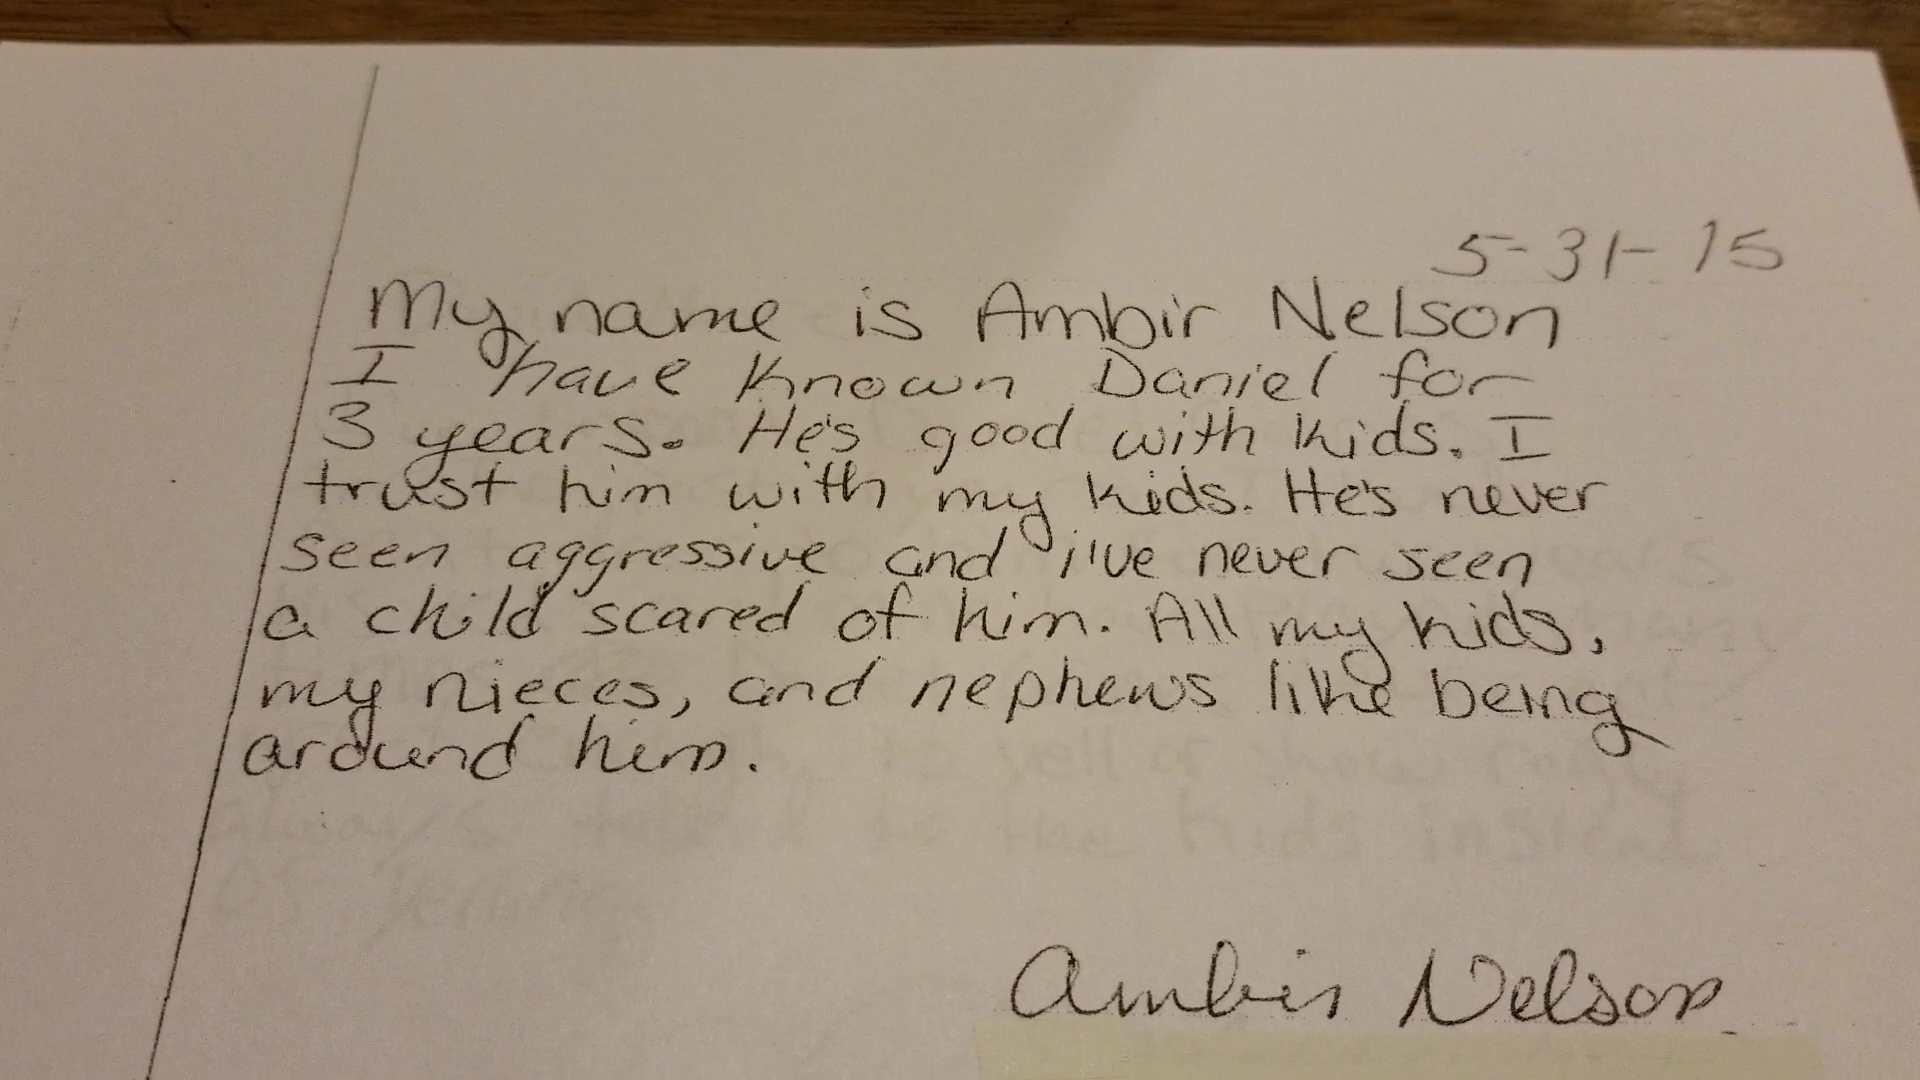 5-31-15
My name is Ambir Nelson
I have known Daniel for
3 years. He's good with kids. I
trust him with my kids. He's never
seen aggressive and i've never seen
a child scared of him. All my kids,
my nieces, and nephews like being
around him.
Ambir Nelson